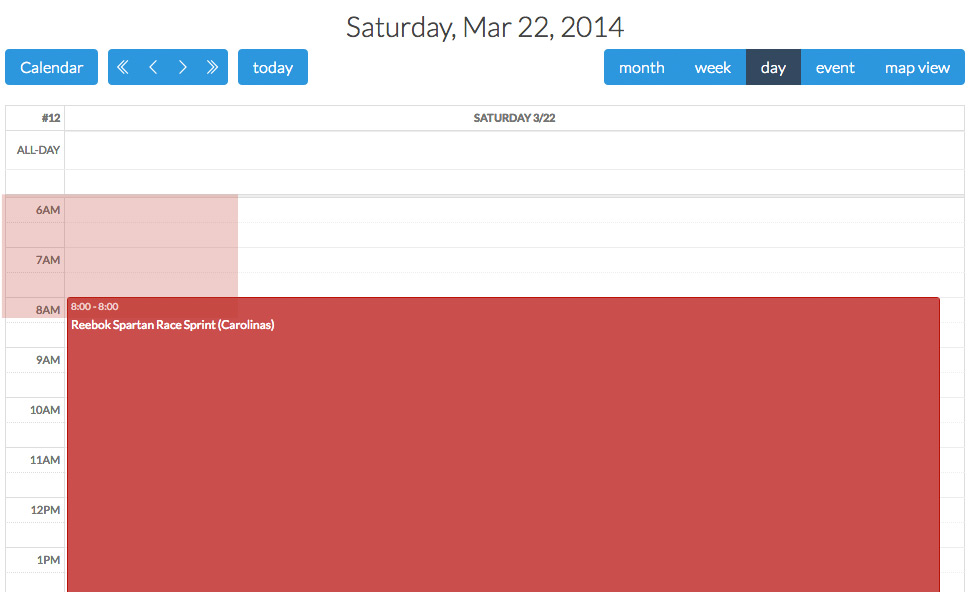 Saturday, Mar 22, 2014
Calendar today month week day event map view
#12 SATURDAY 3/22
ALL-DAY
6AM
7AM
8AM 8:00 - 8:00
Reebok Spartan Race Sprint (Carolinas)
9AM
10AM
11AM
12PM
1PM